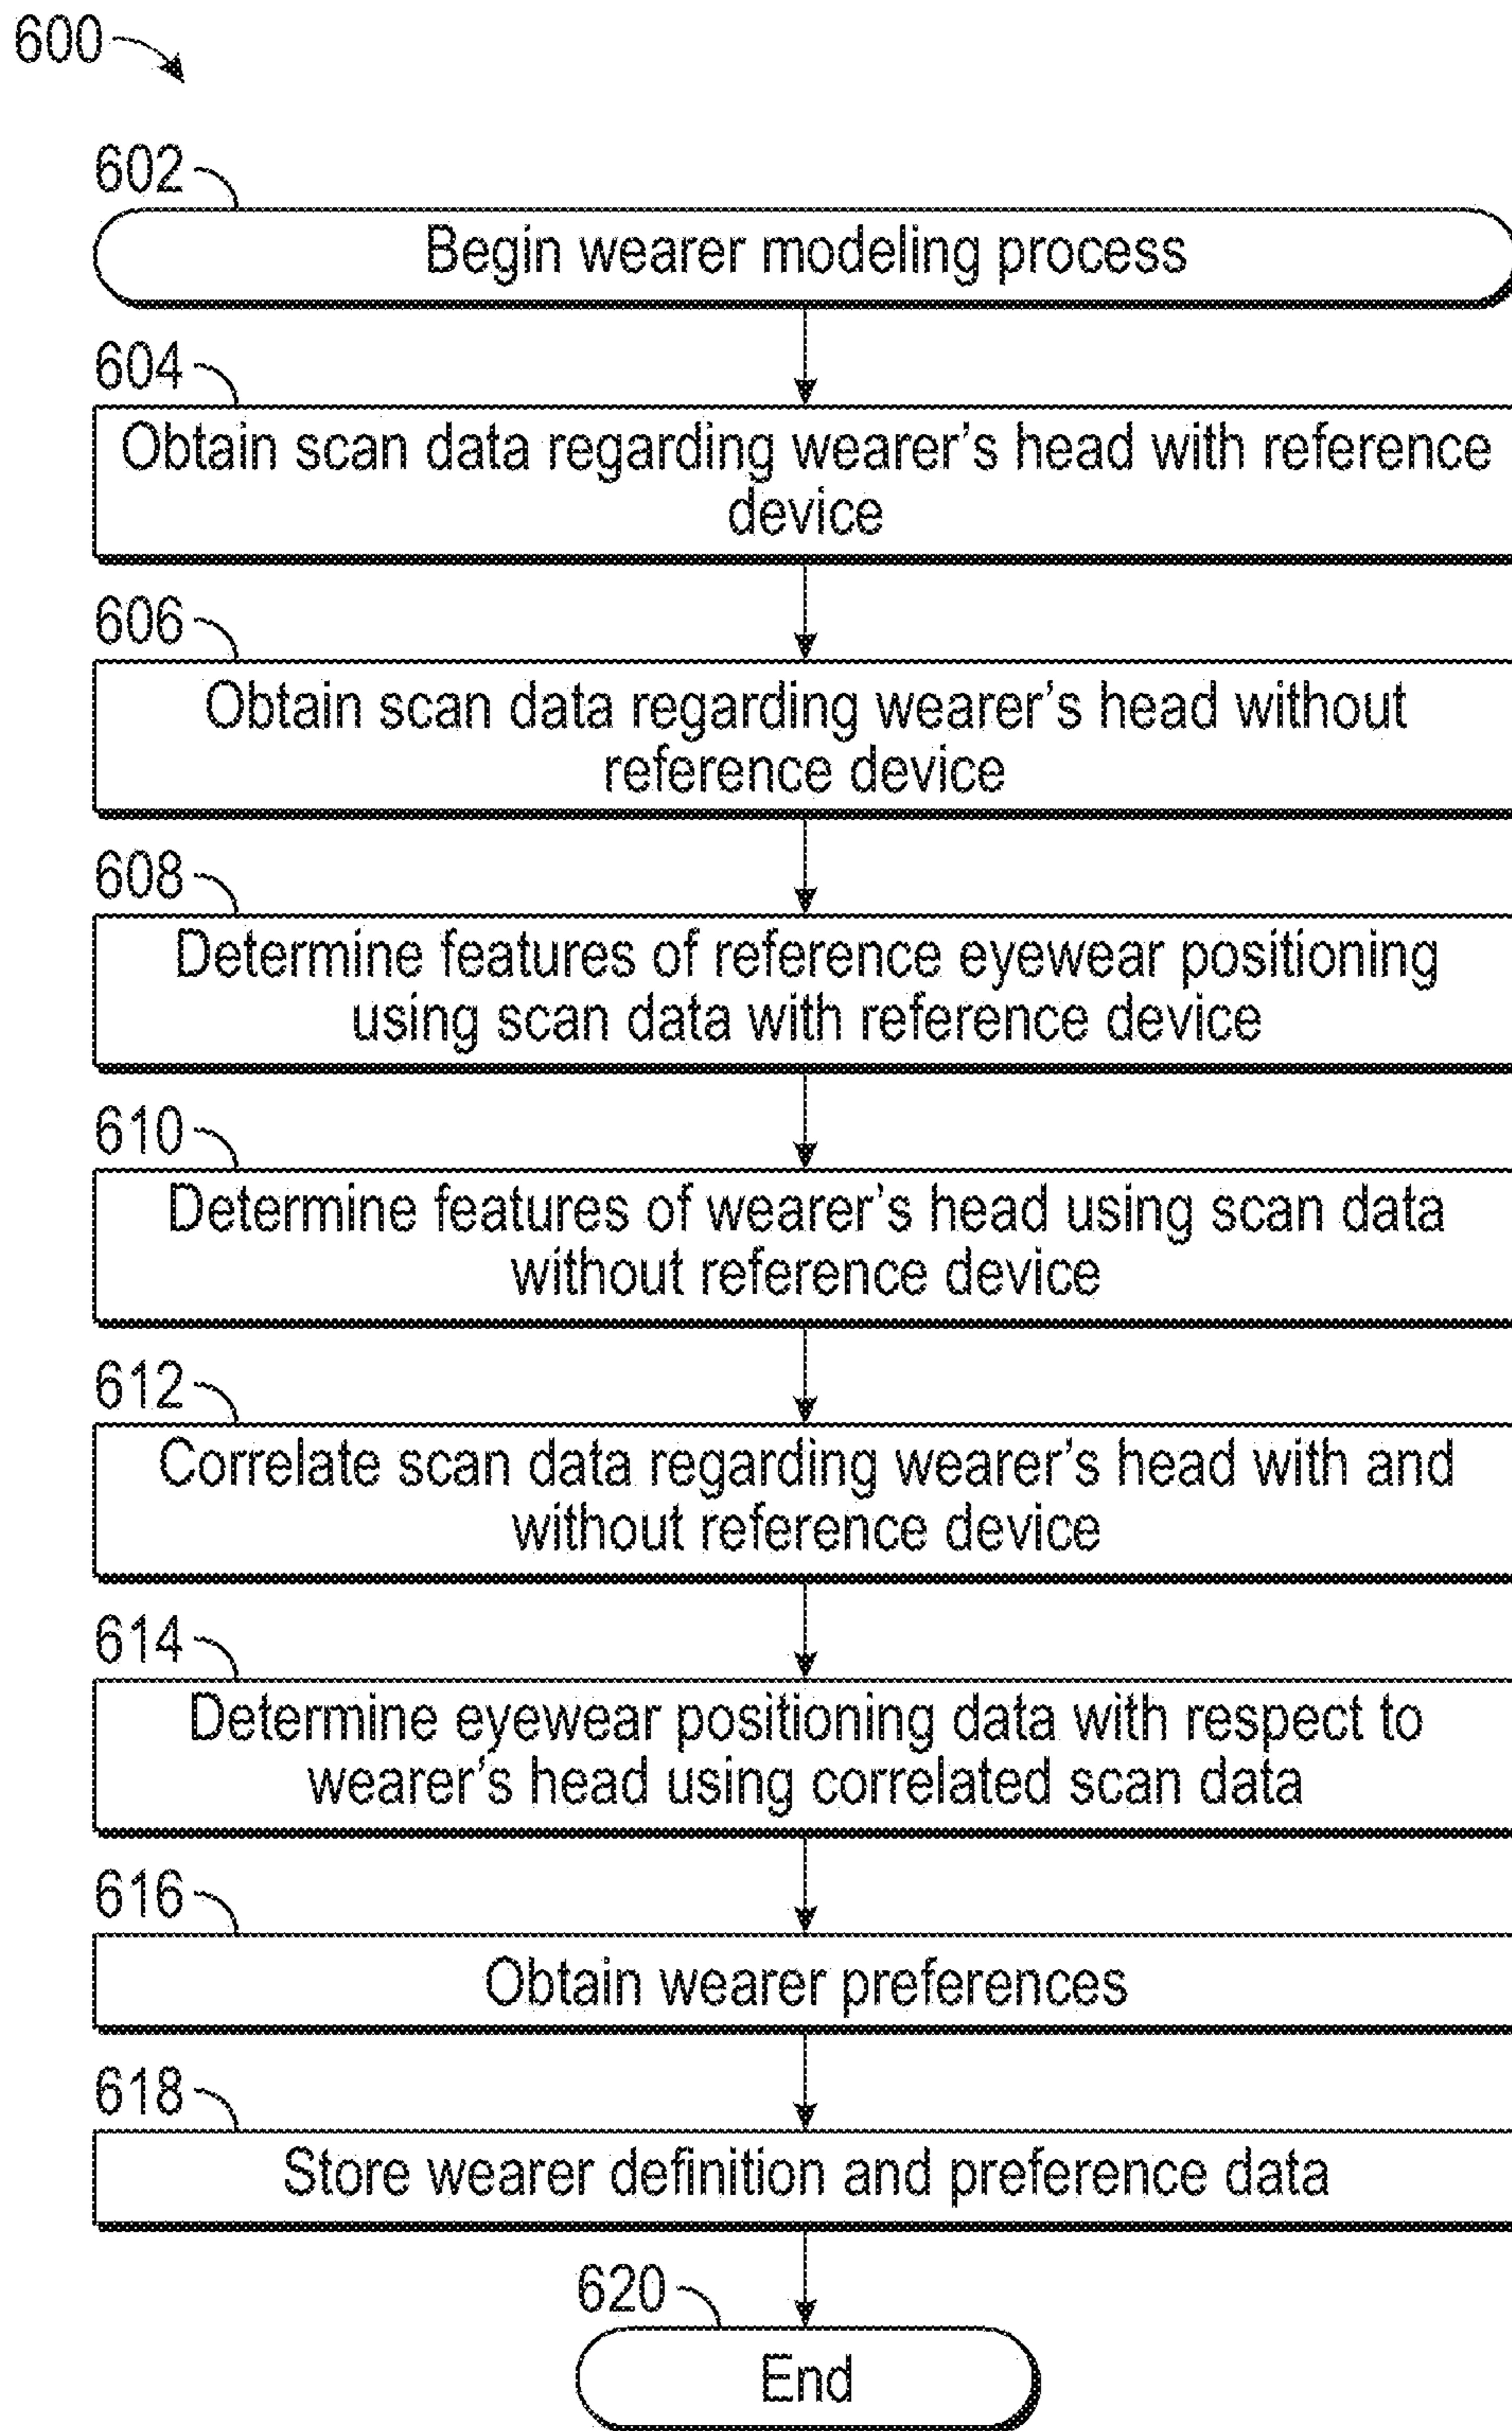 600
602
Begin wearer modeling process
604
Obtain scan data regarding wearer's head with reference
device
606
Obtain scan data regarding wearer's head without
reference device
608
Determine features of reference eyewear positioning
using scan data with reference device
610
Determine features of wearer's head using scan data
without reference device
612
Correlate scan data regarding wearer's head with and
without reference device
614
Determine eyewear positioning data with respect to
wearer's head using correlated scan data
616
Obtain wearer preferences
618
Store wearer definition and preference data
620
End